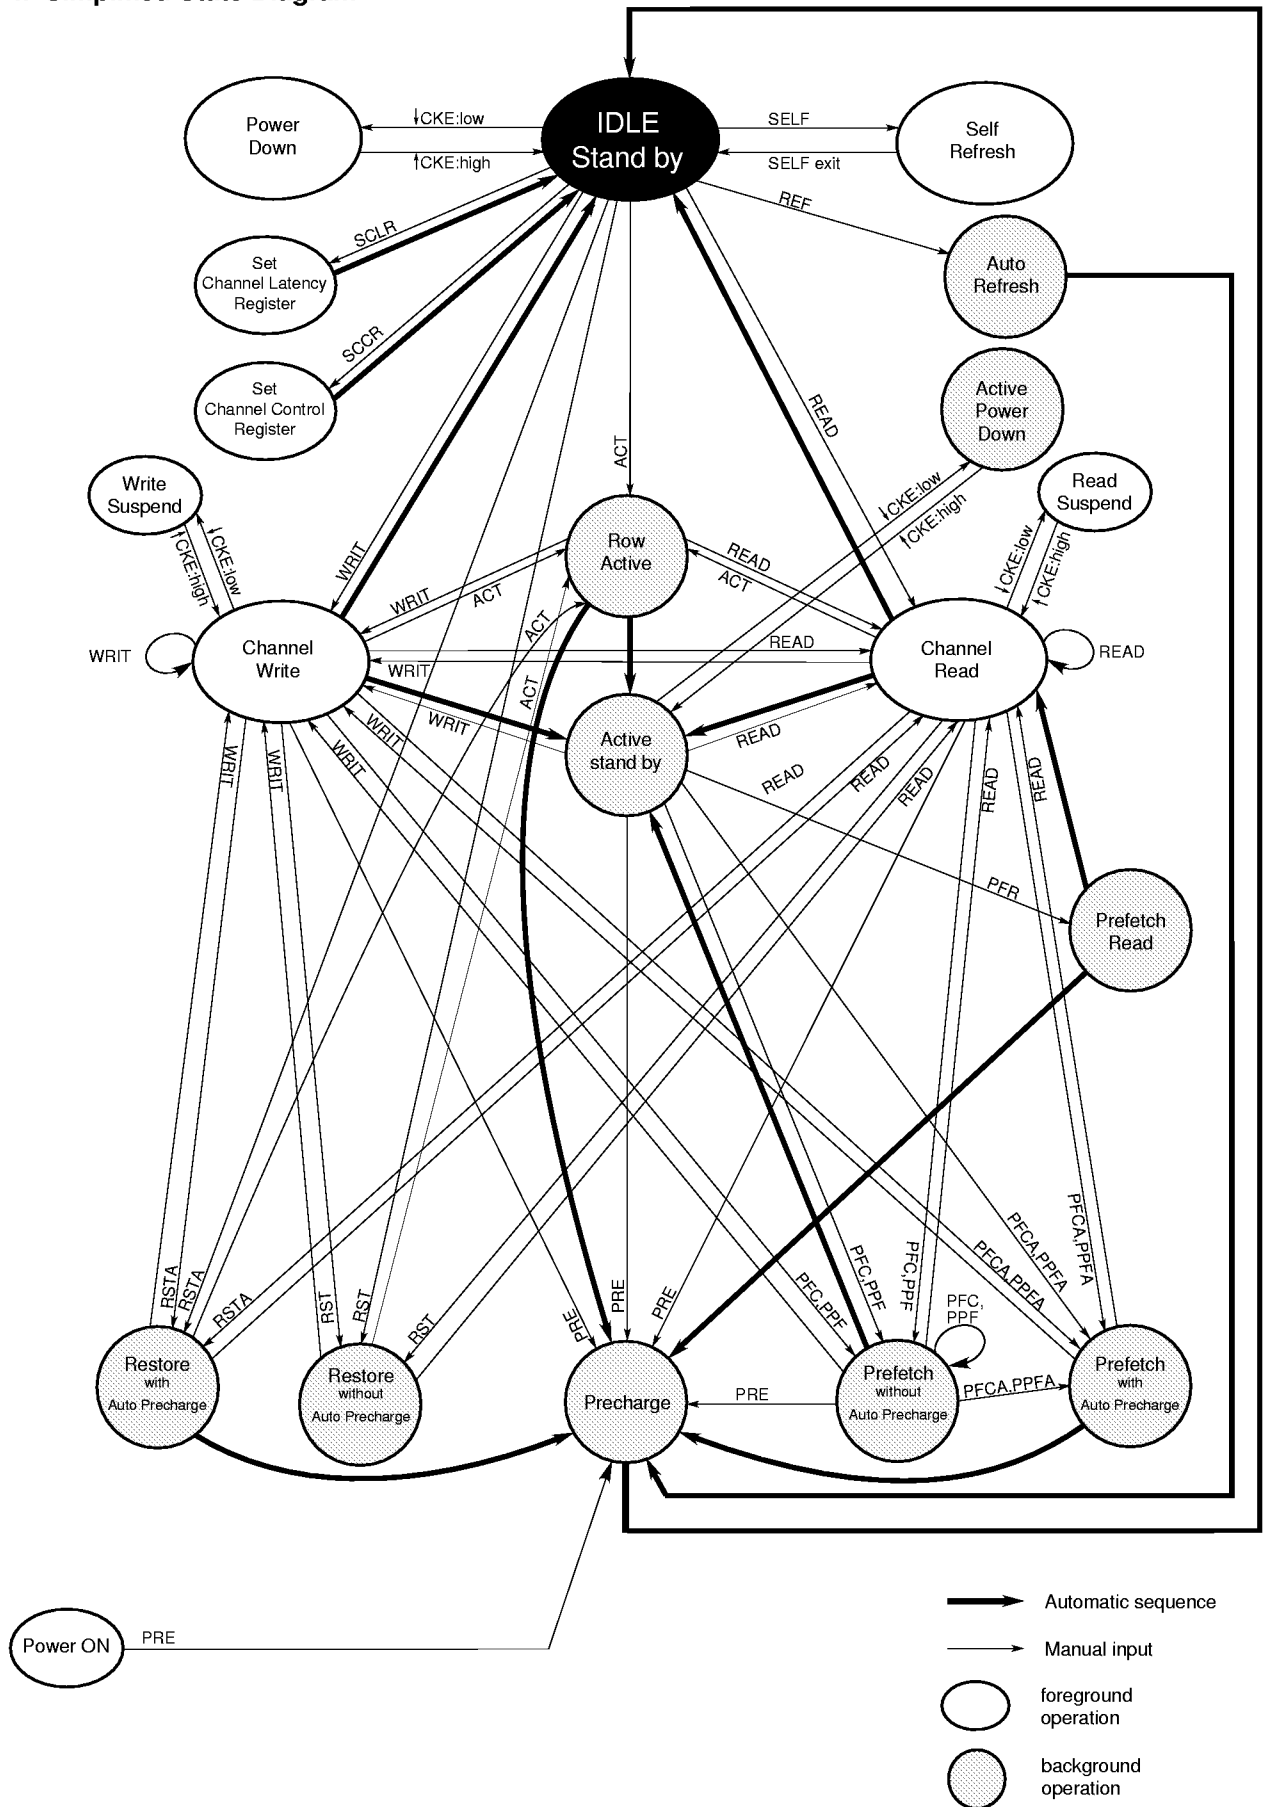 IDLE
Stand by
Power
Down
↓CKE:low
↑CKE:high
SELF
SELF exit
Self
Refresh
REF
SCLR
Set
Channel Latency
Register
Auto
Refresh
SCCR
Set
Channel Control
Register
Active
Power
Down
READ
ACT
Write
Suspend
↓CKE:low
↑CKE:high
Read
Suspend
↓CKE:low
↑CKE:high
↓CKE:low
↑CKE:high
WRIT
Row
Active
READ
ACT
WRIT
ACT
ACT
WRIT
Channel
Write
READ
WRIT
Channel
Read
READ
ACT
WRIT
Active
stand by
READ
WRIT
WRIT
WRIT
WRIT
READ
READ
READ
READ
READ
PFR
Prefetch
Read
RSTA
RSTA
RSTA
RST
RST
RST
PRE
PRE
PRE
PFC,PPF
PFC,PPF
PFC,PPF
PFC,
PPF
PFCA,PPFA
PFCA,PPFA
PFCA,PPFA
Restore
with
Auto Precharge
Restore
without
Auto Precharge
Precharge
PRE
Prefetch
without
Auto Precharge
PFCA,PPFA
Prefetch
with
Auto Precharge
Power ON
PRE
Automatic sequence
Manual input
foreground
operation
background
operation